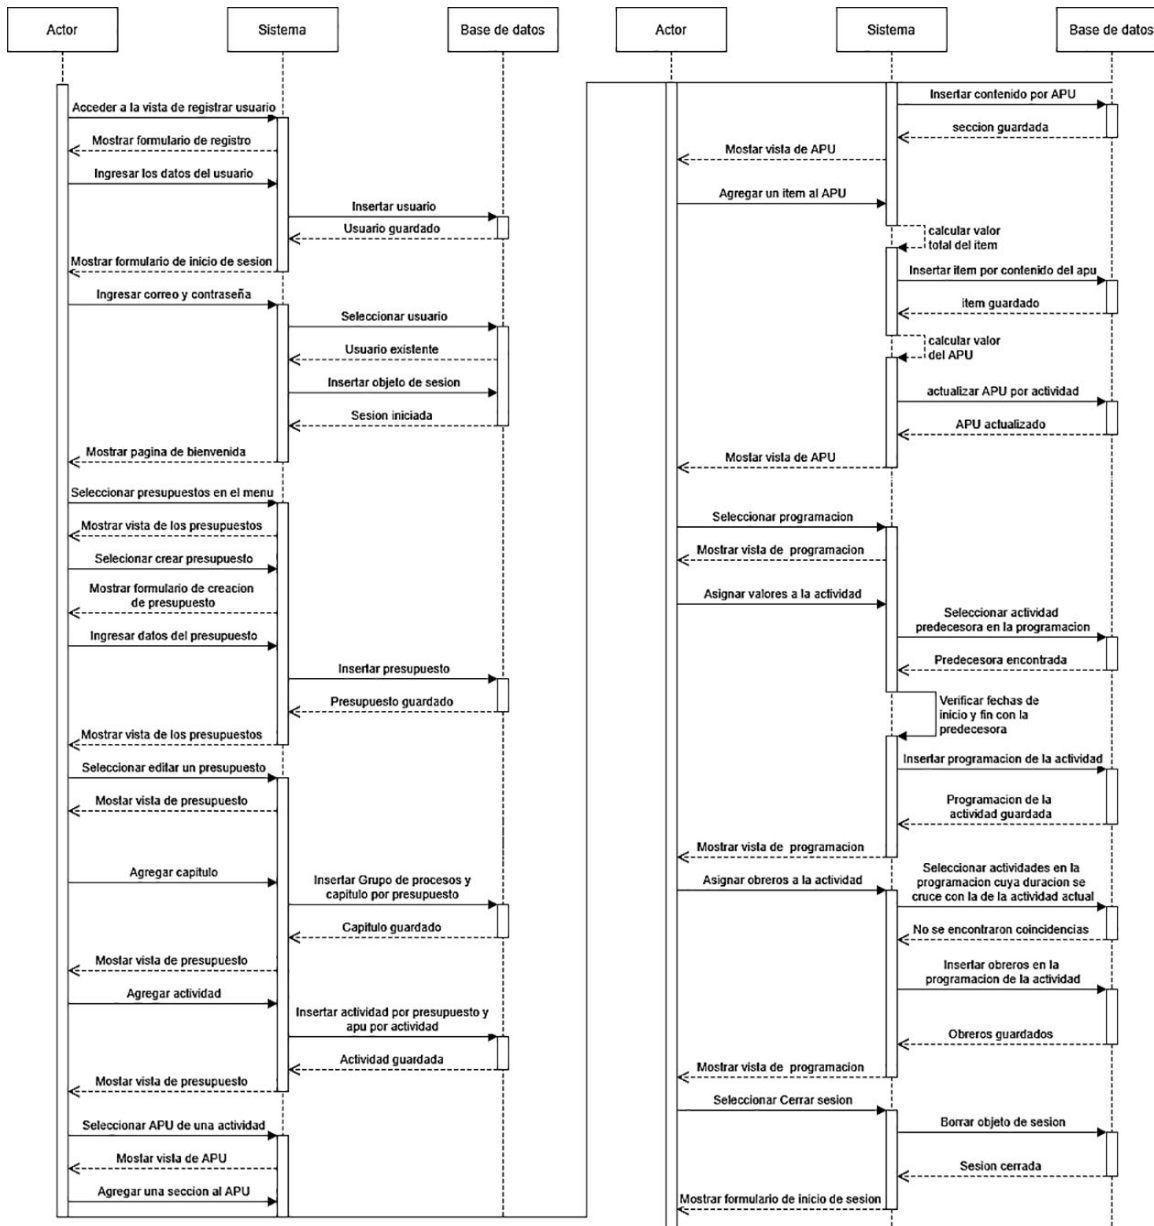 Actor
Sistema
Base de datos
Acceder a la vista de registrar usuario
Mostrar formulario de registro
Ingresar los datos del usuario
Insertar usuario
Usuario guardado
Mostrar formulario de inicio de sesion
Ingresar correo y contraseña
Seleccionar usuario
Usuario existente
Insertar objeto de sesion
Sesion iniciada
Mostrar pagina de bienvenida
Seleccionar presupuestos en el menu
Mostrar vista de los presupuestos
Selecionar crear presupuesto
Mostrar formulario de creacion
de presupuesto
Ingresar datos del presupuesto
Insertar presupuesto
Presupuesto guardado
Mostrar vista de los presupuestos
Seleccionar editar un presupuesto
Mostar vista de presupuesto
Agregar capitulo
Insertar Grupo de procesos y
capitulo por presupuesto
Capitulo guardado
Mostar vista de presupuesto
Agregar actividad
Insertar actividad por presupuesto y
apu por actividad
Actividad guardada
Mostar vista de presupuesto
Seleccionar APU de una actividad
Mostar vista de APU
Agregar una seccion al APU
Actor
Sistema
Base de datos
Insertar contenido por APU
seccion guardada
Mostar vista de APU
Agregar un item al APU
calcular valor
total del item
Insertar item por contenido del apu
item guardado
calcular valor
del APU
actualizar APU por actividad
APU actualizado
Mostar vista de APU
Seleccionar programacion
Mostrar vista de programacion
Asignar valores a la actividad
Seleccionar actividad
predecesora en la programacion
Predecesora encontrada
Verificar fechas de
inicio y fin con la
predecesora
Insertar programacion de la actividad
Programacion de la
actividad guardada
Mostrar vista de programacion
Asignar obreros a la actividad
Seleccionar actividades en la
programacion cuya duracion se
cruce con la de la actividad actual
No se encontraron coincidencias
Insertar obreros en la
programacion de la actividad
Obreros guardados
Mostrar vista de programacion
Seleccionar Cerrar sesion
Borrar objeto de sesion
Sesion cerrada
Mostrar formulario de inicio de sesion